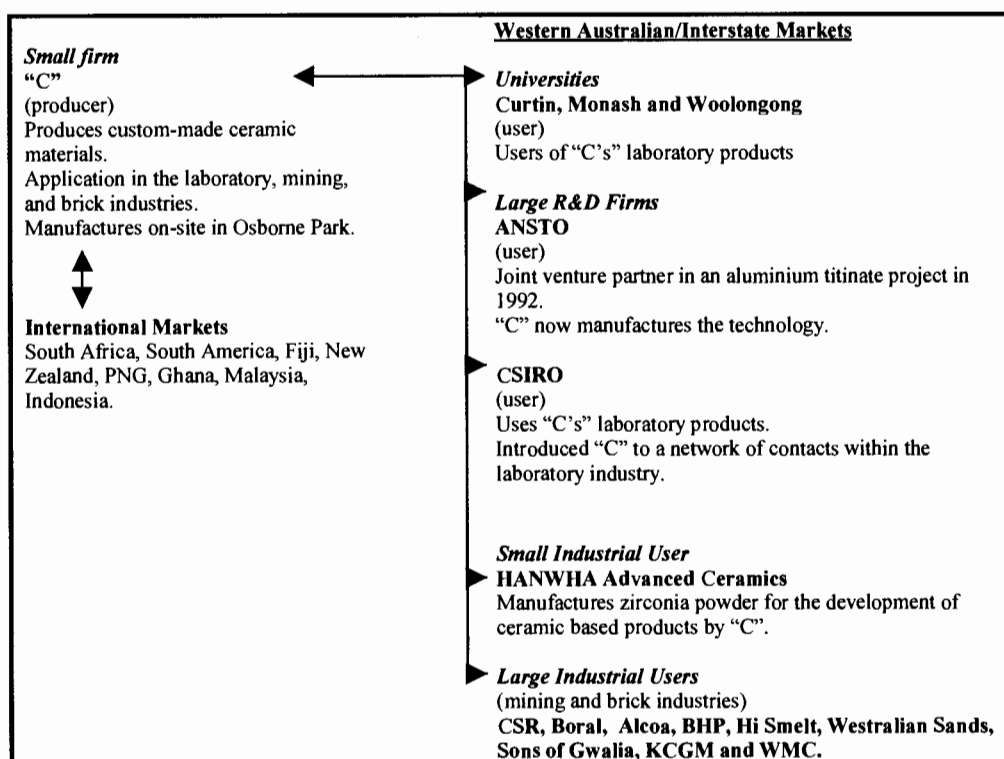 Small firm
“C”
(producer)
Produces custom-made ceramic
materials.
Application in the laboratory, mining,
and brick industries.
Manufactures on-site in Osborne Park.
International Markets
South Africa, South America, Fiji, New
Zealand, PNG, Ghana, Malaysia,
Indonesia.
Western Australian/Interstate Markets
Universities
Curtin, Monash and Woolongong
(user)
Users of “C’s” laboratory products
Large R&D Firms
ANSTO
(user)
Joint venture partner in an aluminium titinate project in
1992.
“C” now manufactures the technology.
CSIRO
(user)
Uses “C’s” laboratory products.
Introduced “C” to a network of contacts within the
laboratory industry.
Small Industrial User
HANWHA Advanced Ceramics
Manufactures zirconia powder for the development of
ceramic based products by “C”.
Large Industrial Users
(mining and brick industries)
CSR, Boral, Alcoa, BHP, Hi Smelt, Westralian Sands,
Sons of Gwalia, KCGM and WMC.